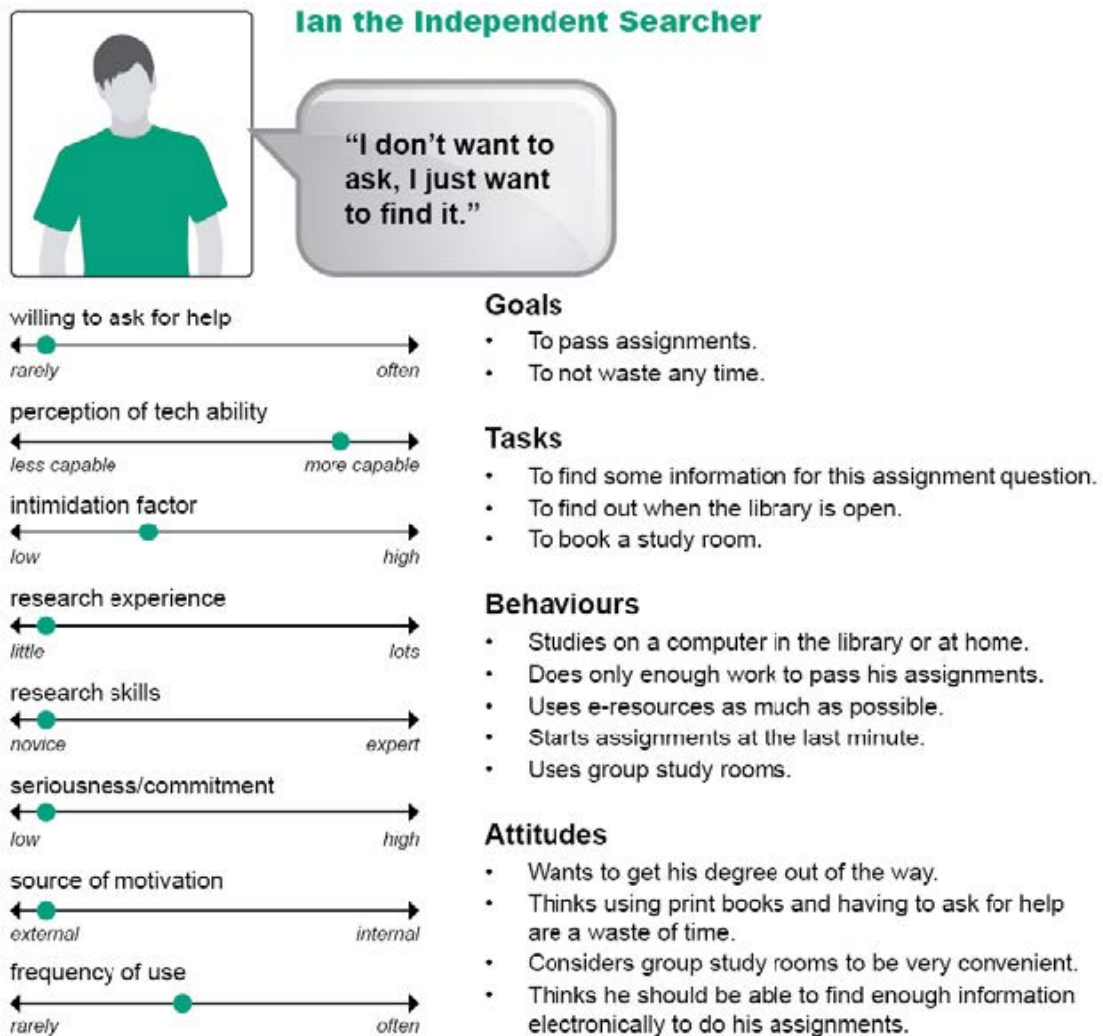 Ian the Independent Searcher
“I don’t want to
ask, I just want
to find it.”
willing to ask for help
rarely often
perception of tech ability
less capable more capable
intimidation factor
low high
research experience
little lots
research skills
novice expert
seriousness/commitment
low high
source of motivation
external internal
frequency of use
rarely often
Goals
• To pass assignments.
• To not waste any time.
Tasks
• To find some information for this assignment question.
• To find out when the library is open.
• To book a study room.
Behaviours
• Studies on a computer in the library or at home.
• Does only enough work to pass his assignments.
• Uses e-resources as much as possible.
• Starts assignments at the last minute.
• Uses group study rooms.
Attitudes
• Wants to get his degree out of the way.
• Thinks using print books and having to ask for help
are a waste of time.
• Considers group study rooms to be very convenient.
• Thinks he should be able to find enough information
electronically to do his assignments.